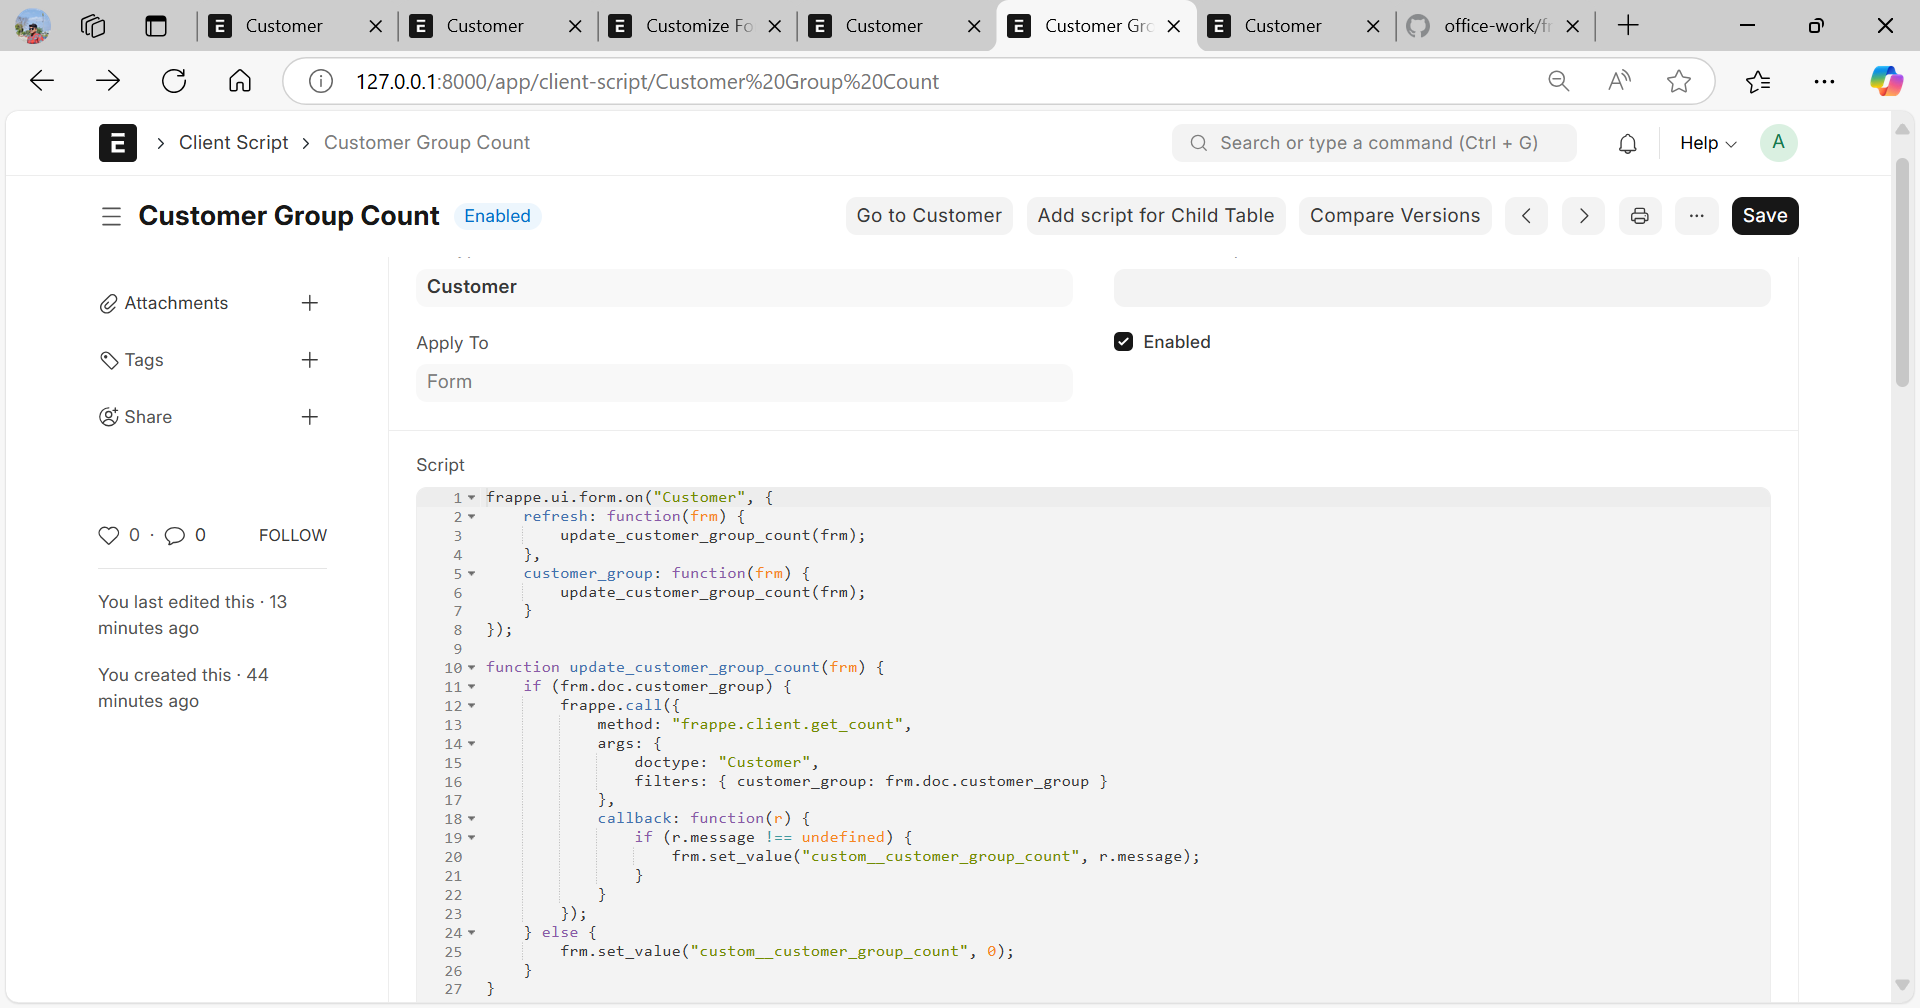 Customer
Customer
Customize Fo
Customer
Customer Gro
Customer
office-work/fr
127.0.0.1:8000/app/client-script/Customer%20Group%20Count
Client Script
Customer Group Count
Search or type a command (Ctrl + G)
Help
A
Customer Group Count
Enabled
Go to Customer
Add script for Child Table
Compare Versions
Save
Attachments
Tags
Share
0 · 0
FOLLOW
You last edited this · 13
minutes ago
You created this · 44
minutes ago
Customer
Apply To
Form
Enabled
Script
1 frappe.ui.form.on("Customer", {
2     refresh: function(frm) {
3         update_customer_group_count(frm);
4     },
5     customer_group: function(frm) {
6         update_customer_group_count(frm);
7     }
8 });
9
10 function update_customer_group_count(frm) {
11     if (frm.doc.customer_group) {
12         frappe.call({
13             method: "frappe.client.get_count",
14             args: {
15                 doctype: "Customer",
16                 filters: { customer_group: frm.doc.customer_group }
17             },
18             callback: function(r) {
19                 if (r.message !== undefined) {
20                     frm.set_value("custom__customer_group_count", r.message);
21                 }
22             }
23         });
24     } else {
25         frm.set_value("custom__customer_group_count", 0);
26     }
27 }